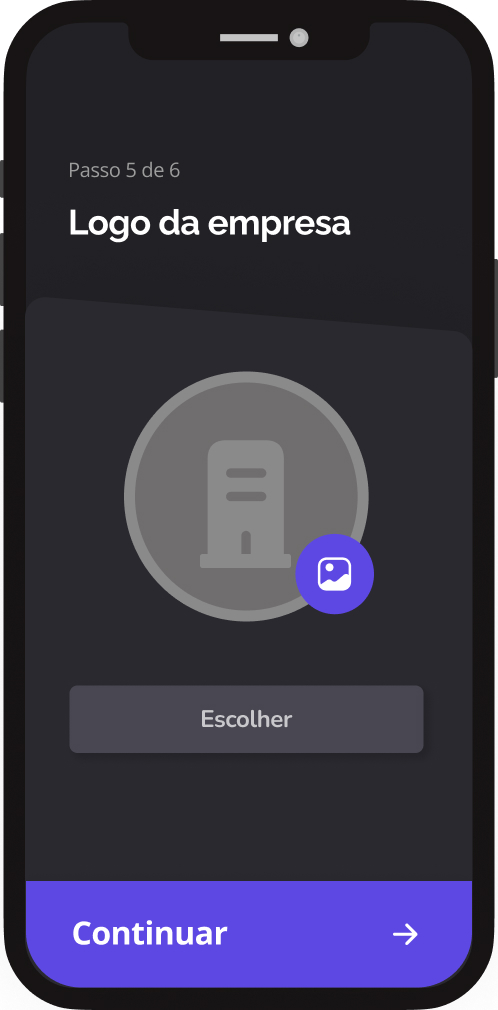 Passo 5 de 6
Logo da empresa
Escolher
Continuar